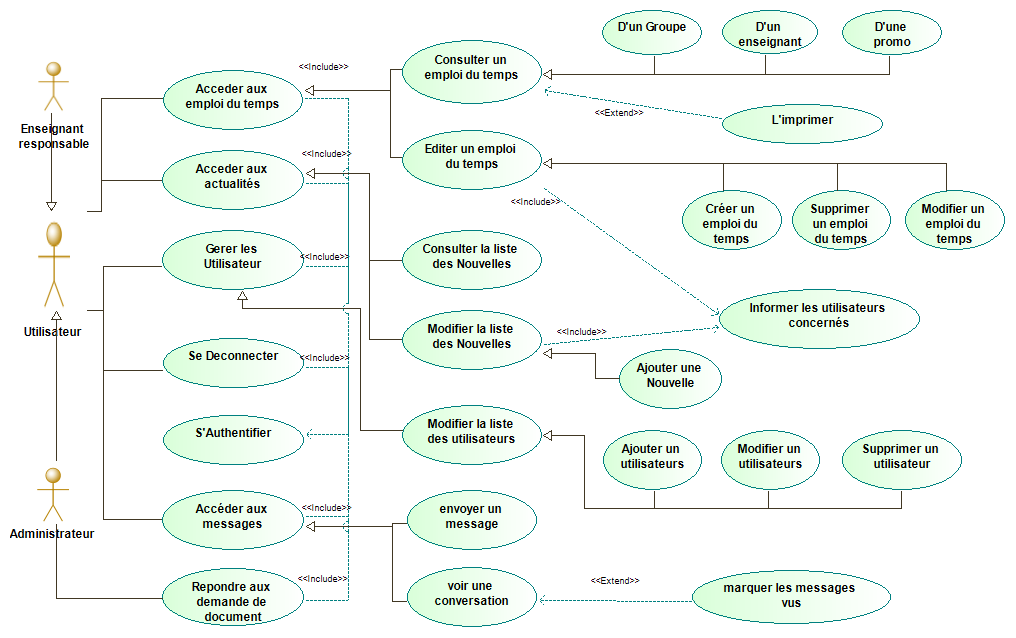 D'un Groupe
D'un
enseignant
D'une
promo
Consulter un
emploi du temps
<<Include>>
Acceder aux
emploi du temps
<<Extend>>
L'imprimer
Enseignant
responsable
Editer un emploi
du temps
<<Include>>
Acceder aux
actualités
<<Include>>
Créer un
emploi du
temps
Supprimer
un emploi
du temps
Modifier un
emploi du
temps
Gerer les
Utilisateur
<<Include>>
Consulter la liste
des Nouvelles
Utilisateur
Modifier la liste
des Nouvelles
<<Include>>
Informer les utilisateurs
concernés
Se Deconnecter
<<Include>>
Ajouter une
Nouvelle
S'Authentifier
Modifier la liste
des utilisateurs
Ajouter un
utilisateurs
Modifier un
utilisateurs
Supprimer un
utilisateur
Administrateur
Accéder aux
messages
<<Include>>
envoyer un
message
Repondre aux
demande de
document
<<Include>>
voir une
conversation
<<Extend>>
marquer les messages
vus